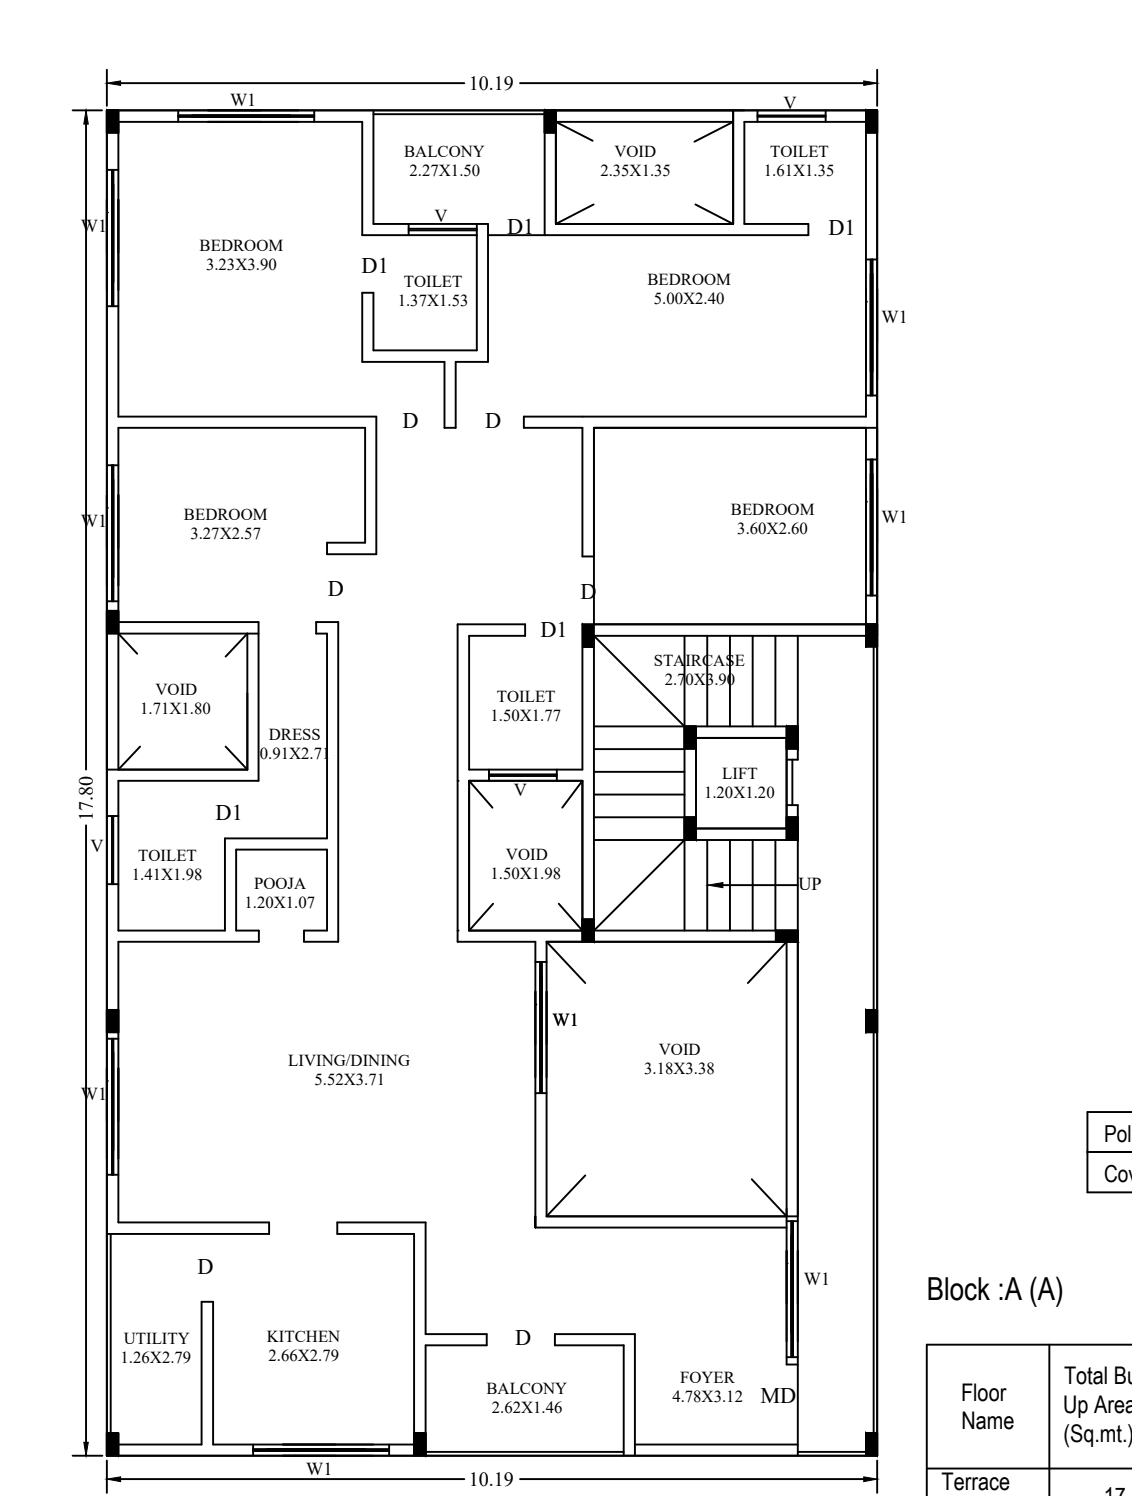 10.19
W1
V
BALCONY
2.27X1.50
VOID
2.35X1.35
TOILET
1.61X1.35
W1
V
D1
D1
BEDROOM
3.23X3.90
D1
TOILET
1.37X1.53
BEDROOM
5.00X2.40
W1
D
D
BEDROOM
3.27X2.57
W1
BEDROOM
3.60X2.60
W1
D
D
D1
STAIRCASE
2.70X3.90
VOID
1.71X1.80
TOILET
1.50X1.77
DRESS
0.91X2.71
LIFT
1.20X1.20
17.80
V
D1
V
TOILET
1.41X1.98
VOID
1.50X1.98
POOJA
1.20X1.07
UP
W1
VOID
3.18X3.38
LIVING/DINING
5.52X3.71
W1
Pol
Cov
D
W1
Block :A (A)
UTILITY
1.26X2.79
KITCHEN
2.66X2.79
D
BALCONY
2.62X1.46
FOYER
4.78X3.12
MD
Floor
Name
Total Bu
Up Area
(Sq.mt.)
W1
10.19
Terrace
17